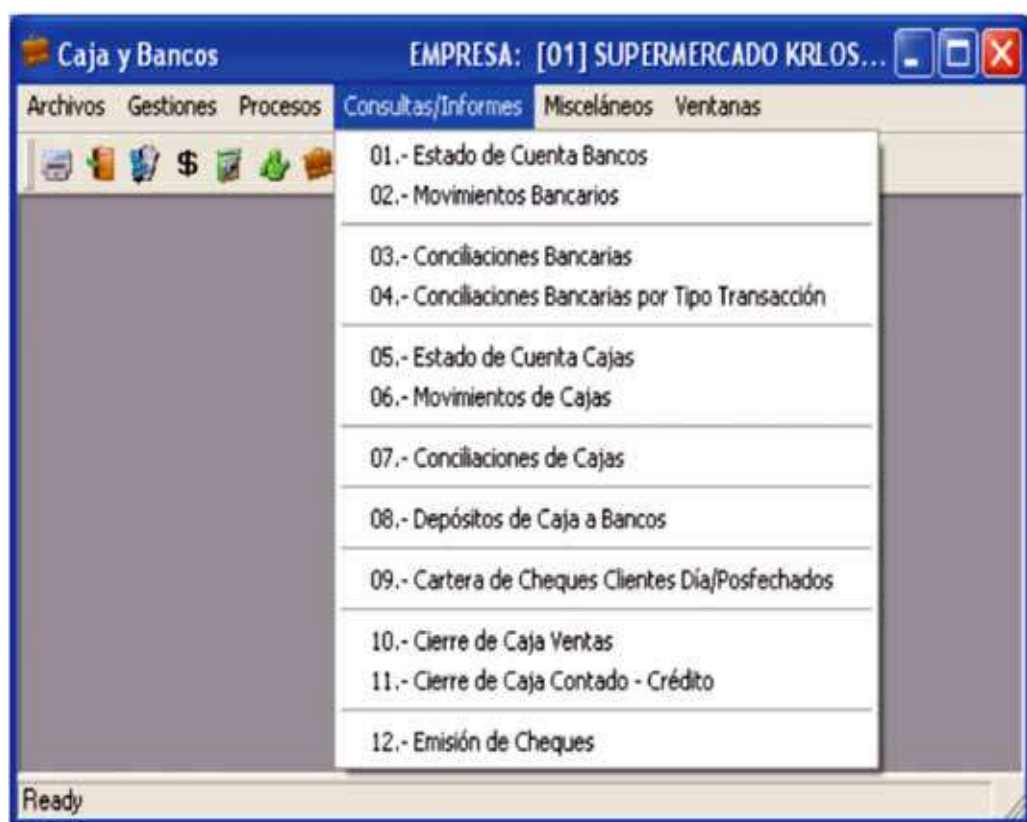 Caja y Bancos EMPRESA: [01] SUPERMERCADO KRLOS...
Archivos Gestiones Procesos Consultas/Informes Misceláneos Ventanas
01.- Estado de Cuenta Bancos
02.- Movimientos Bancarios
03.- Conciliaciones Bancarias
04.- Conciliaciones Bancarias por Tipo Transacción
05.- Estado de Cuenta Cajas
06.- Movimientos de Cajas
07.- Conciliaciones de Cajas
08.- Depósitos de Caja a Bancos
09.- Cartera de Cheques Clientes Día/Posfechados
10.- Cierre de Caja Ventas
11.- Cierre de Caja Contado - Crédito
12.- Emisión de Cheques
Ready